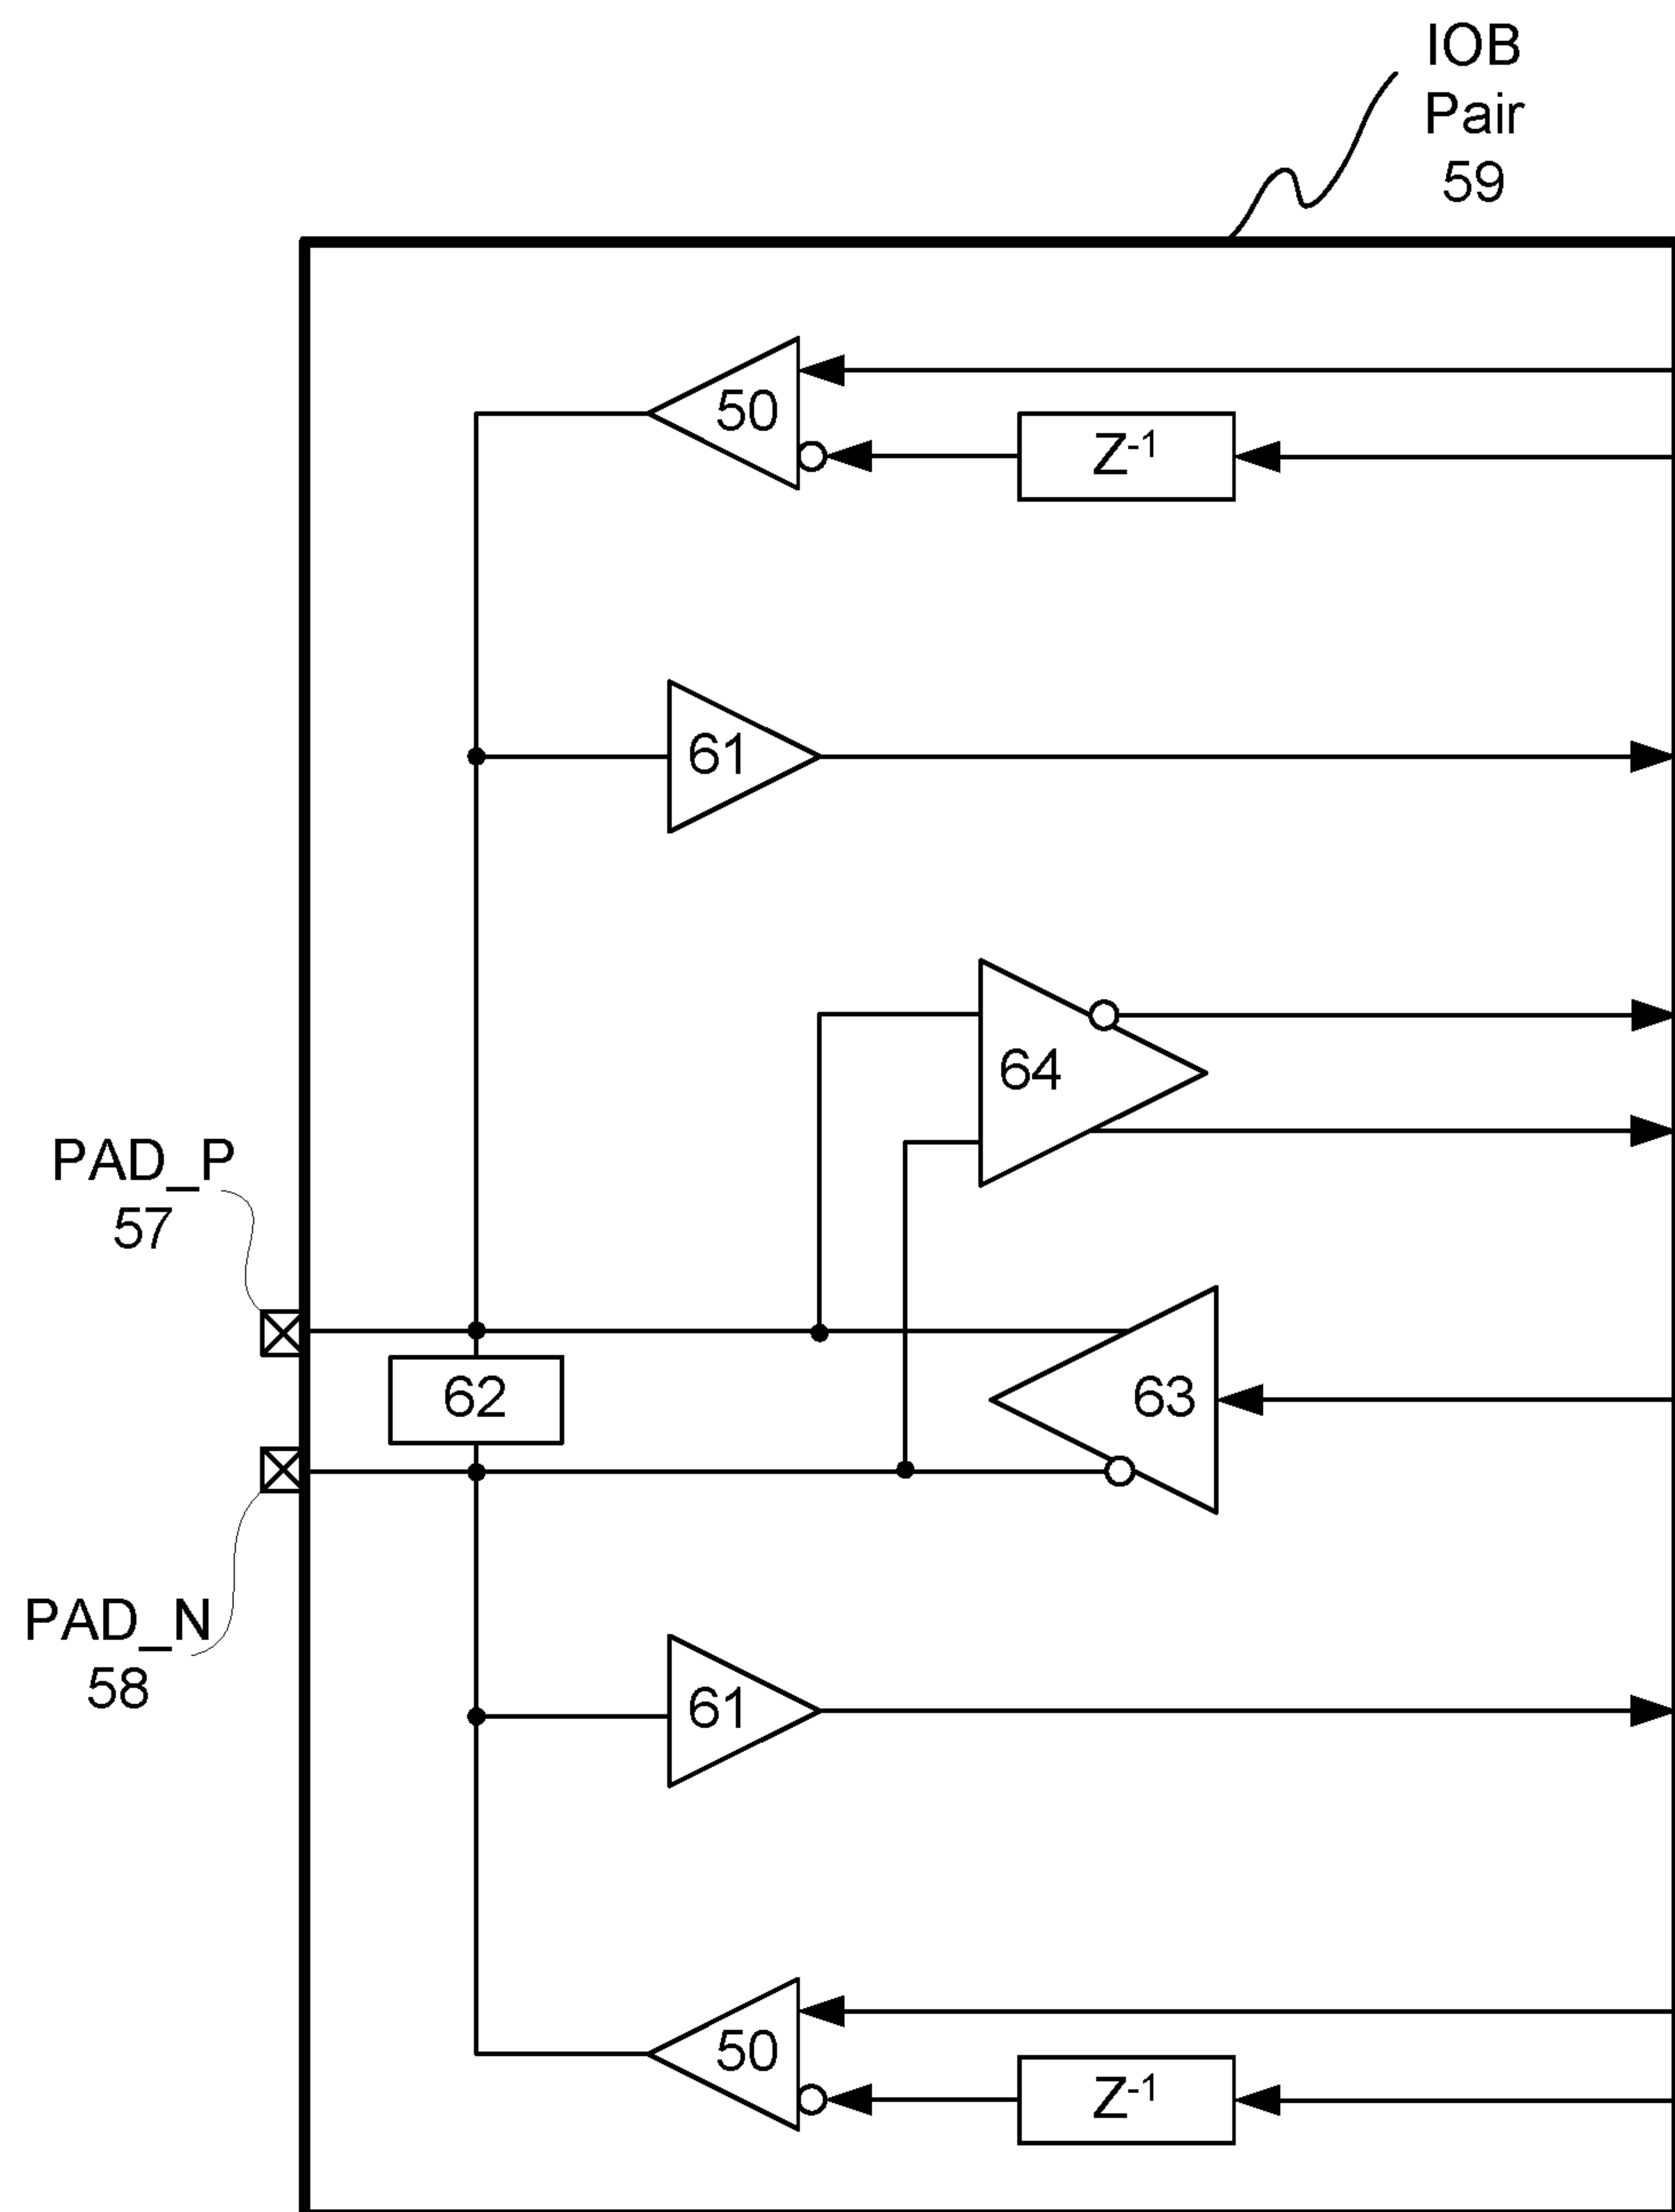 IOB
Pair
59
50
Z⁻¹
61
64
PAD_P
57
62
63
PAD_N
58
61
50
Z⁻¹